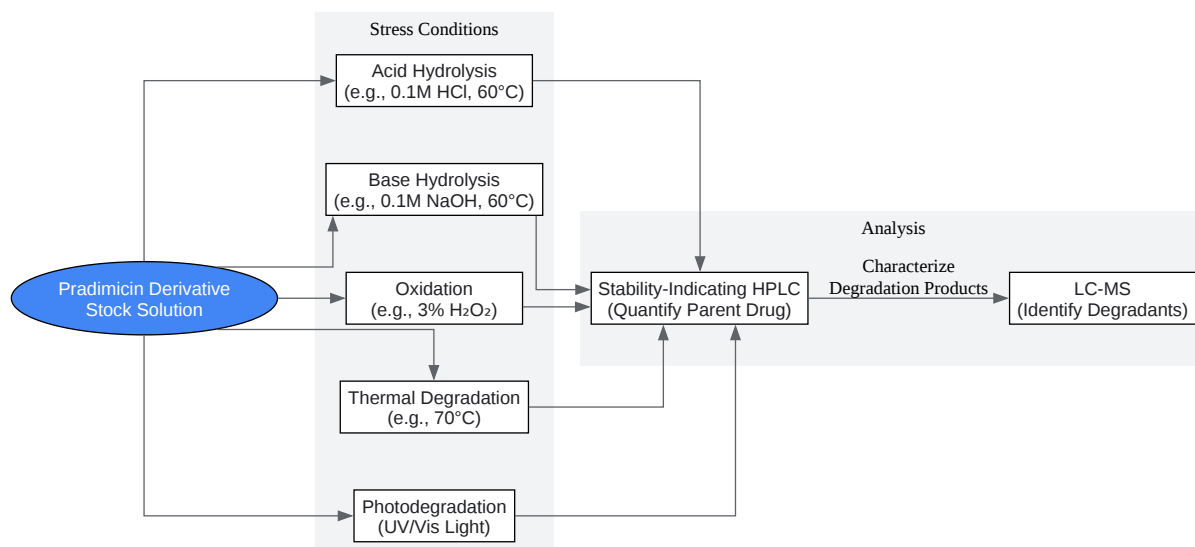 Stress Conditions
Acid Hydrolysis
(e.g., 0.1M HCl, 60°C)
Base Hydrolysis
(e.g., 0.1M NaOH, 60°C)
Pradimicin Derivative
Stock Solution
Oxidation
(e.g., 3% H₂O₂)
Thermal Degradation
(e.g., 70°C)
Photodegradation
(UV/Vis Light)
Analysis
Stability-Indicating HPLC
(Quantify Parent Drug)
Characterize
Degradation Products
LC-MS
(Identify Degradants)